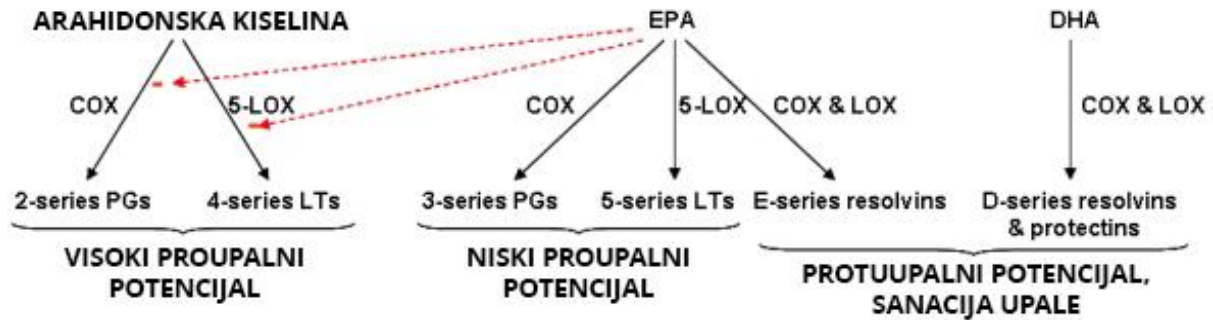 ARAHIDONSKA KISELINA
EPA
DHA
COX
5-LOX
COX
5-LOX
COX & LOX
COX & LOX
2-series PGs
4-series LTs
3-series PGs
5-series LTs
E-series resolvins
D-series resolvins
& protectins
VISOKI PROUPALNI
POTENCIJAL
NISKI PROUPALNI
POTENCIJAL
PROTUUPALNI POTENCIJAL,
SANACIJA UPALE